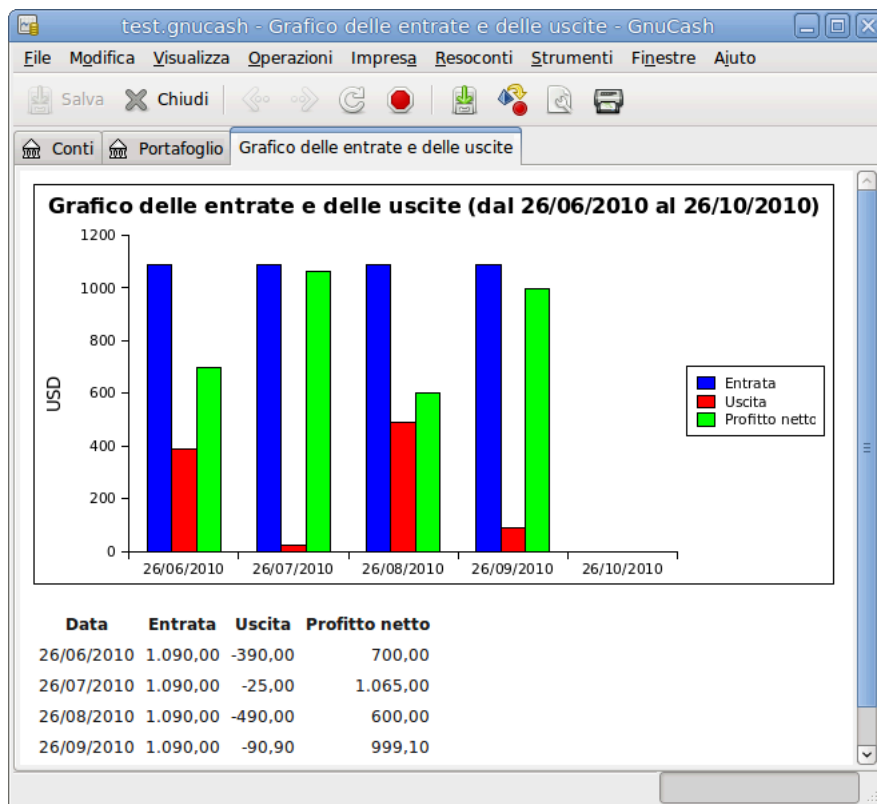 test.gnucash - Grafico delle entrate e delle uscite - GnuCash
File Modifica Visualizza Operazioni Impresa Resoconti Strumenti Finestre Aiuto
Salva Chiudi
Conti Portafoglio Grafico delle entrate e delle uscite
Grafico delle entrate e delle uscite (dal 26/06/2010 al 26/10/2010)
1200
1000
800
600
400
200
0
USD
26/06/2010 26/07/2010 26/08/2010 26/09/2010 26/10/2010
Entrata
Uscita
Profitto netto
Data Entrata Uscita Profitto netto
26/06/2010 1.090,00 -390,00 700,00
26/07/2010 1.090,00 -25,00 1.065,00
26/08/2010 1.090,00 -490,00 600,00
26/09/2010 1.090,00 -90,90 999,10